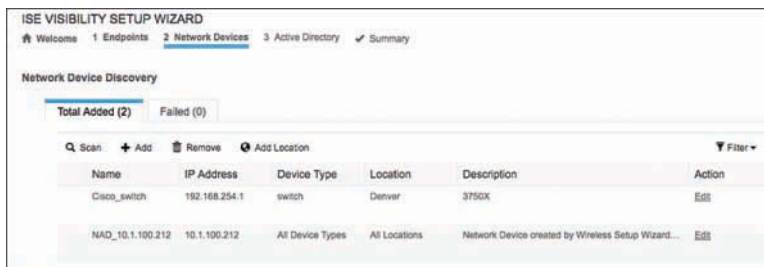 ISE VISIBILITY SETUP WIZARD
Welcome 1 Endpoints 2 Network Devices 3 Active Directory Summary
Network Device Discovery
Total Added (2) Failed (0)
Scan Add Remove Add Location Filter
Name IP Address Device Type Location Description Action
Cisco_switch 192.168.254.1 switch Denver 3750X Edit
NAD_10.1.100.212 10.1.100.212 All Device Types All Locations Network Device created by Wireless Setup Wizard... Edit